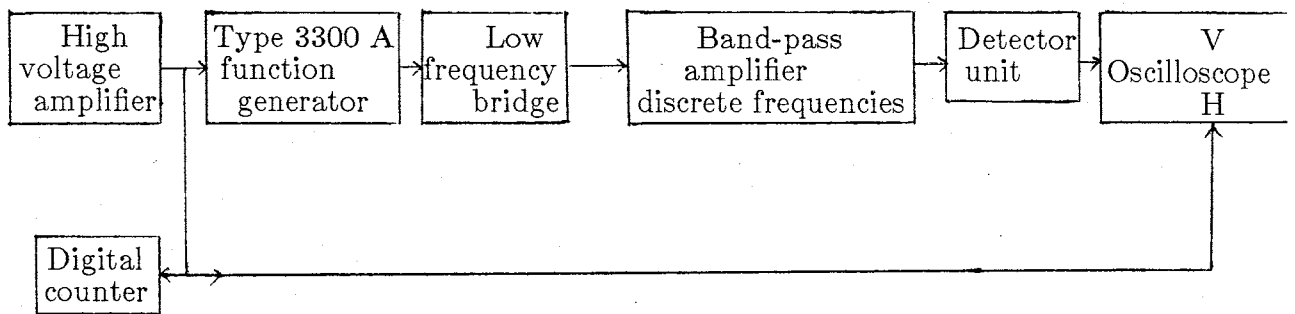 High
voltage
amplifier
Type 3300 A
function
generator
Low
frequency
bridge
Band-pass
amplifier
discrete frequencies
Detector
unit
V
Oscilloscope
H
Digital
counter